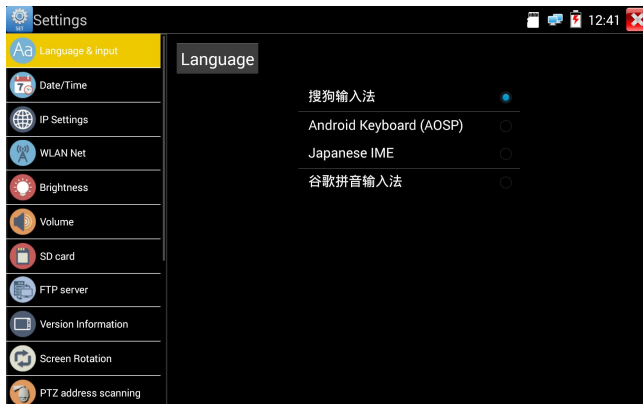 SET
Settings
12:41
Language & input
Date/Time
IP Settings
WLAN Net
Brightness
Volume
SD card
FTP server
Version Information
Screen Rotation
PTZ address scanning
Language
搜狗输入法
Android Keyboard (AOSP)
Japanese IME
谷歌拼音输入法